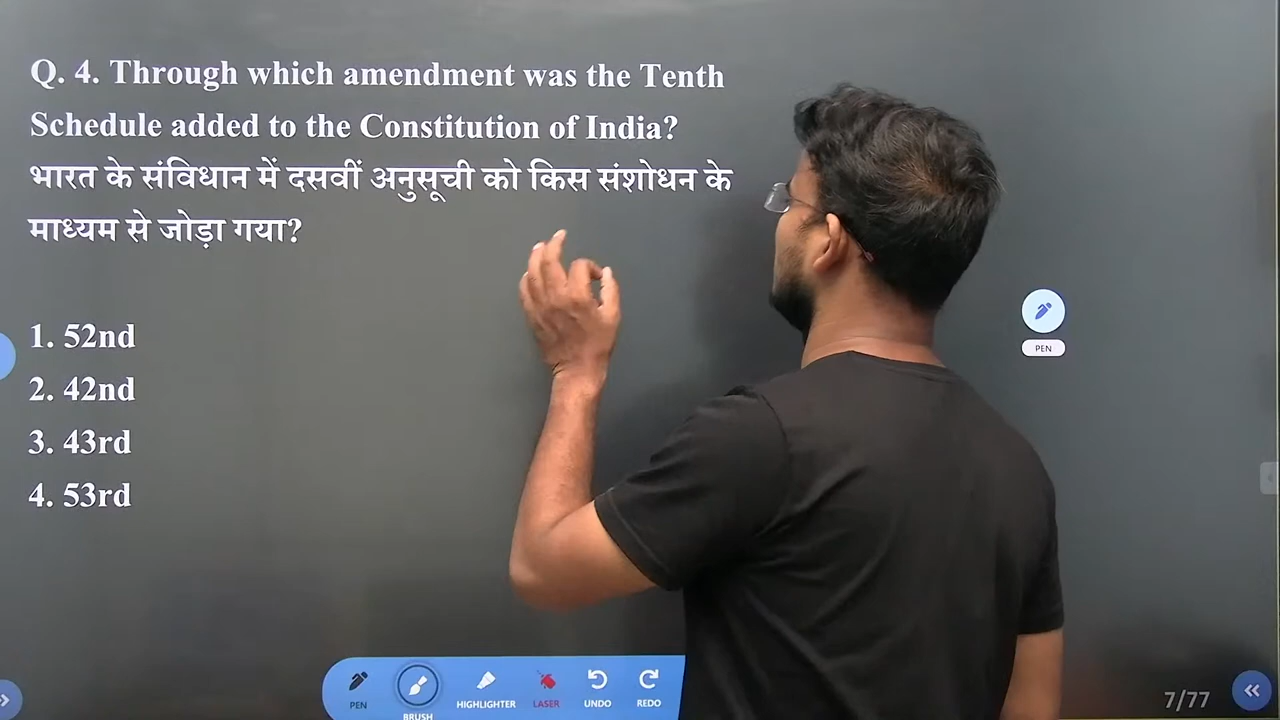 Q. 4. Through which amendment was the Tenth
Schedule added to the Constitution of India?
भारत के संविधान में दसवीं अनुसूची को किस संशोधन के
माध्यम से जोड़ा गया?
1. 52nd
2. 42nd
3. 43rd
4. 53rd
PEN
PEN
BRUSH
HIGHLIGHTER
LASER
UNDO
REDO
7/77